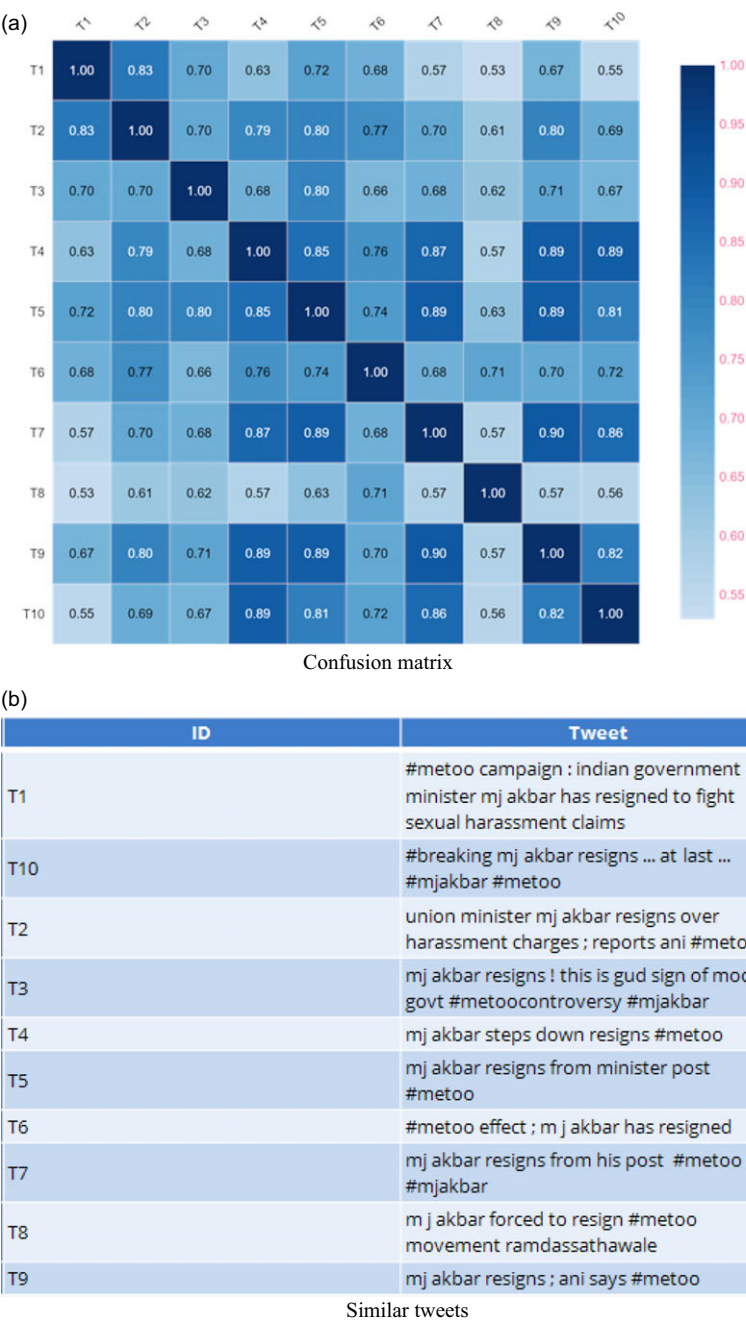 (a)
T1 T2 T3 T4 T5 T6 T7 T8 T9 T10
T1 1.00 0.83 0.70 0.63 0.72 0.68 0.57 0.53 0.67 0.55
T2 0.83 1.00 0.70 0.79 0.80 0.77 0.70 0.61 0.80 0.69
T3 0.70 0.70 1.00 0.68 0.80 0.66 0.68 0.62 0.71 0.67
T4 0.63 0.79 0.68 1.00 0.85 0.76 0.87 0.57 0.89 0.89
T5 0.72 0.80 0.80 0.85 1.00 0.74 0.89 0.63 0.89 0.81
T6 0.68 0.77 0.66 0.76 0.74 1.00 0.68 0.71 0.70 0.72
T7 0.57 0.70 0.68 0.87 0.89 0.68 1.00 0.57 0.90 0.86
T8 0.53 0.61 0.62 0.57 0.63 0.71 0.57 1.00 0.57 0.56
T9 0.67 0.80 0.71 0.89 0.89 0.70 0.90 0.57 1.00 0.82
T10 0.55 0.69 0.67 0.89 0.81 0.72 0.86 0.56 0.82 1.00
1.00
0.95
0.90
0.85
0.80
0.75
0.70
0.65
0.60
0.55
Confusion matrix
(b)
ID Tweet
T1
#metoo campaign : indian government
minister mj akbar has resigned to fight
sexual harassment claims
T10
#breaking mj akbar resigns ... at last ...
#mjakbar #metoo
T2
union minister mj akbar resigns over
harassment charges ; reports ani
T3
mj akbar resigns ! this is gud sign of
govt #metoocontroversy #mjakbar
T4
mj akbar steps down resigns #metoo
T5
mj akbar resigns from minister post
#metoo
T6
#metoo effect ; m j akbar has resigned
T7
mj akbar resigns from his post #metoo
#mjakbar
T8
m j akbar forced to resign #metoo
movement ramdassathawale
T9
mj akbar resigns ; ani says #metoo
Similar tweets